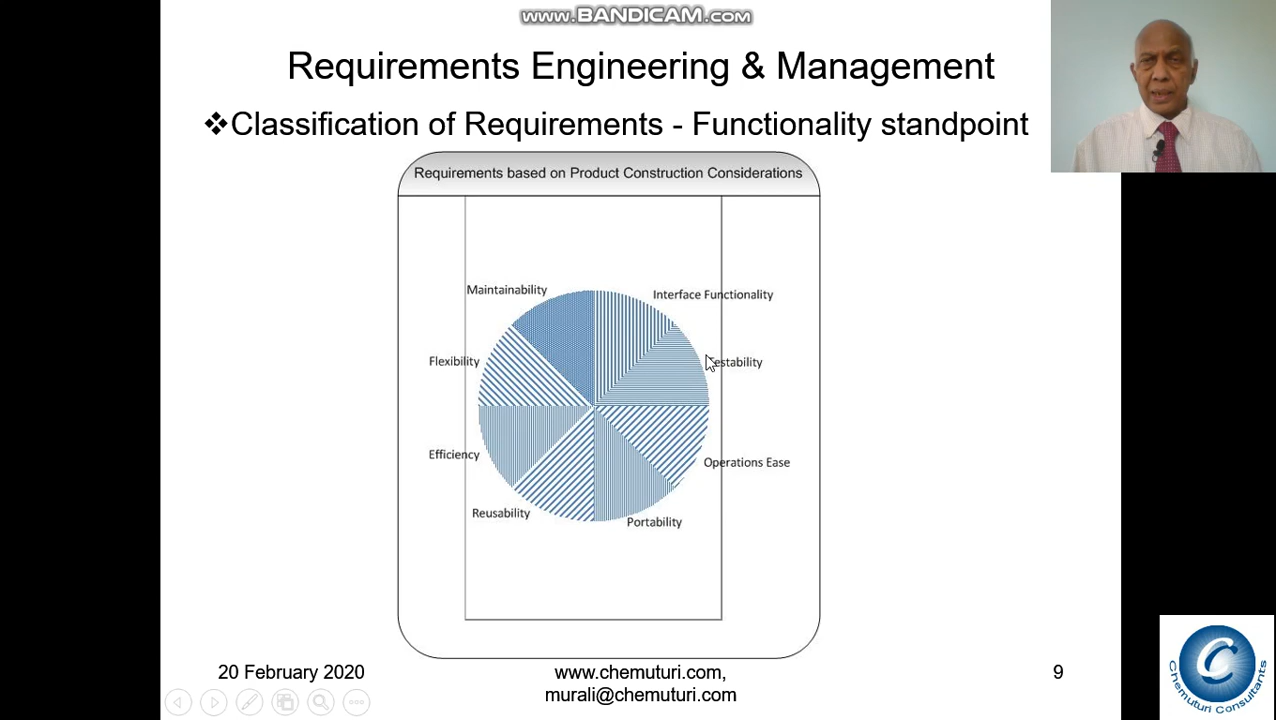 www.BANDICAM.com
Requirements Engineering & Management
❖Classification of Requirements - Functionality standpoint
Requirements based on Product Construction Considerations
Maintainability
Interface Functionality
Flexibility
Testability
Efficiency
Operations Ease
Reusability
Portability
20 February 2020
www.chemuturi.com,
murali@chemuturi.com
9
C
Chemuturi Consultants